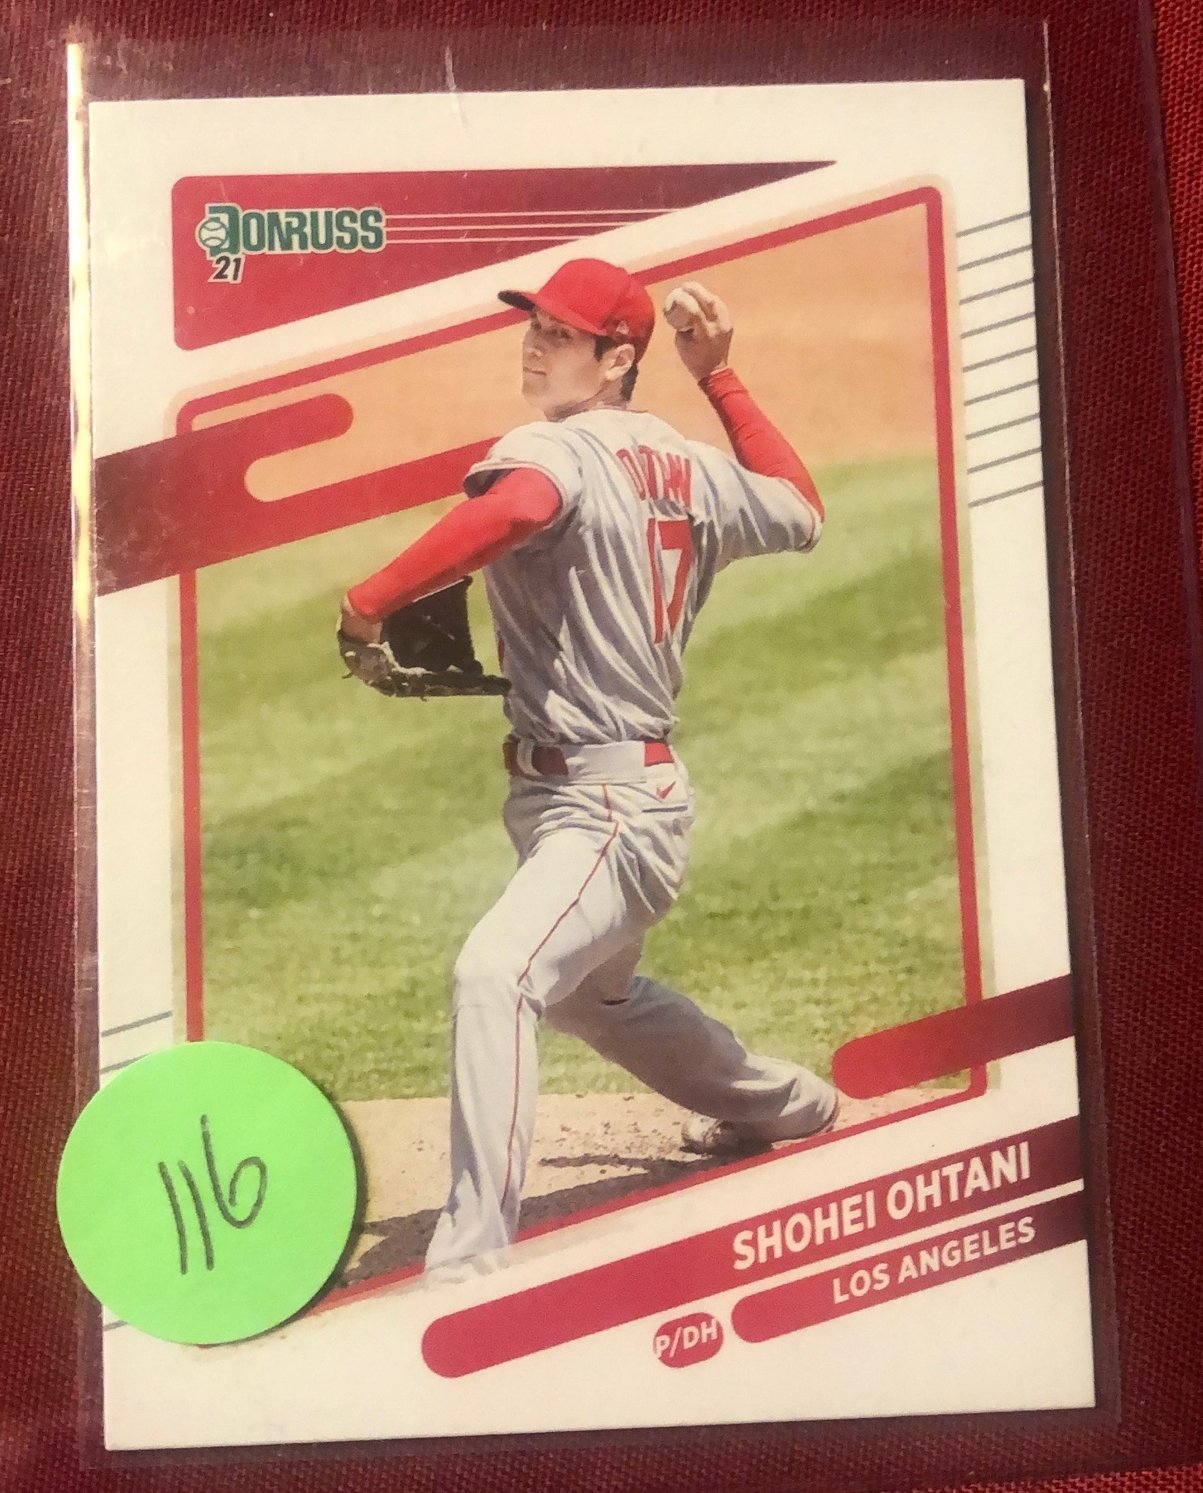 DONRUSS
21
OHTANI
17
SHOHEI OHTANI
LOS ANGELES
P/DH
116